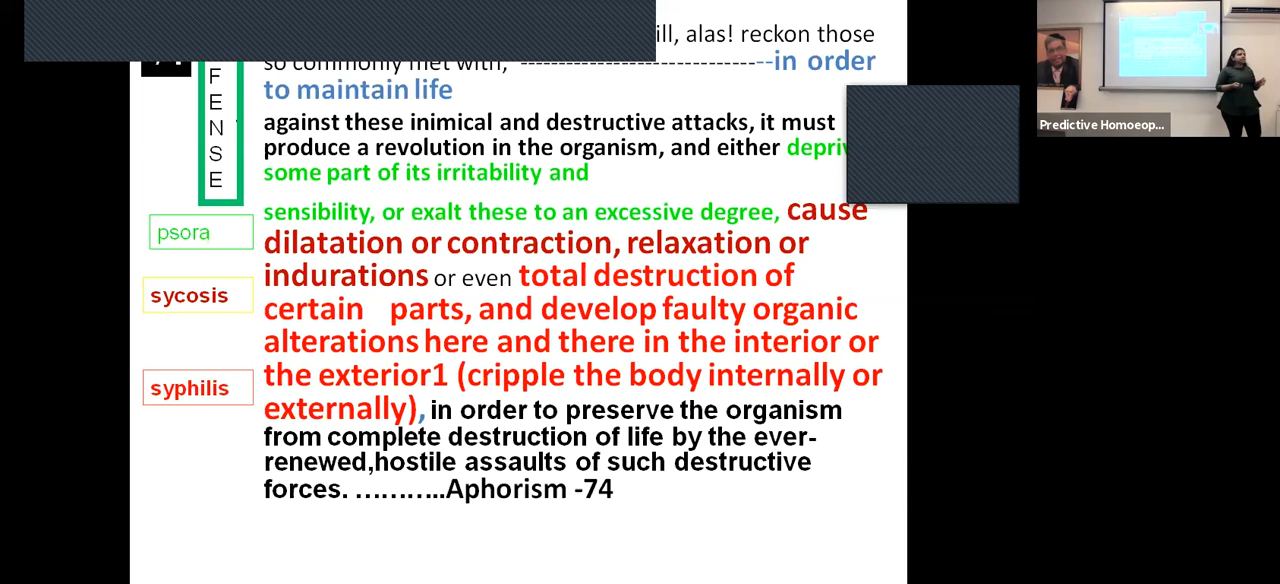 ill, alas! reckon those
so commonly met with, -------------------------------in order
to maintain life
against these inimical and destructive attacks, it must
produce a revolution in the organism, and either
some part of its irritability and
sensibility, or exalt these to an excessive degree, cause
dilatation or contraction, relaxation or
indurations or even total destruction of
certain parts, and develop faulty organic
alterations here and there in the interior or
the exterior1 (cripple the body internally or
externally), in order to preserve the organism
from complete destruction of life by the ever-
renewed,hostile assaults of such destructive
forces. ………..Aphorism -74
F
E
N
S
E
psora
sycosis
syphilis
Predictive Homoeop...